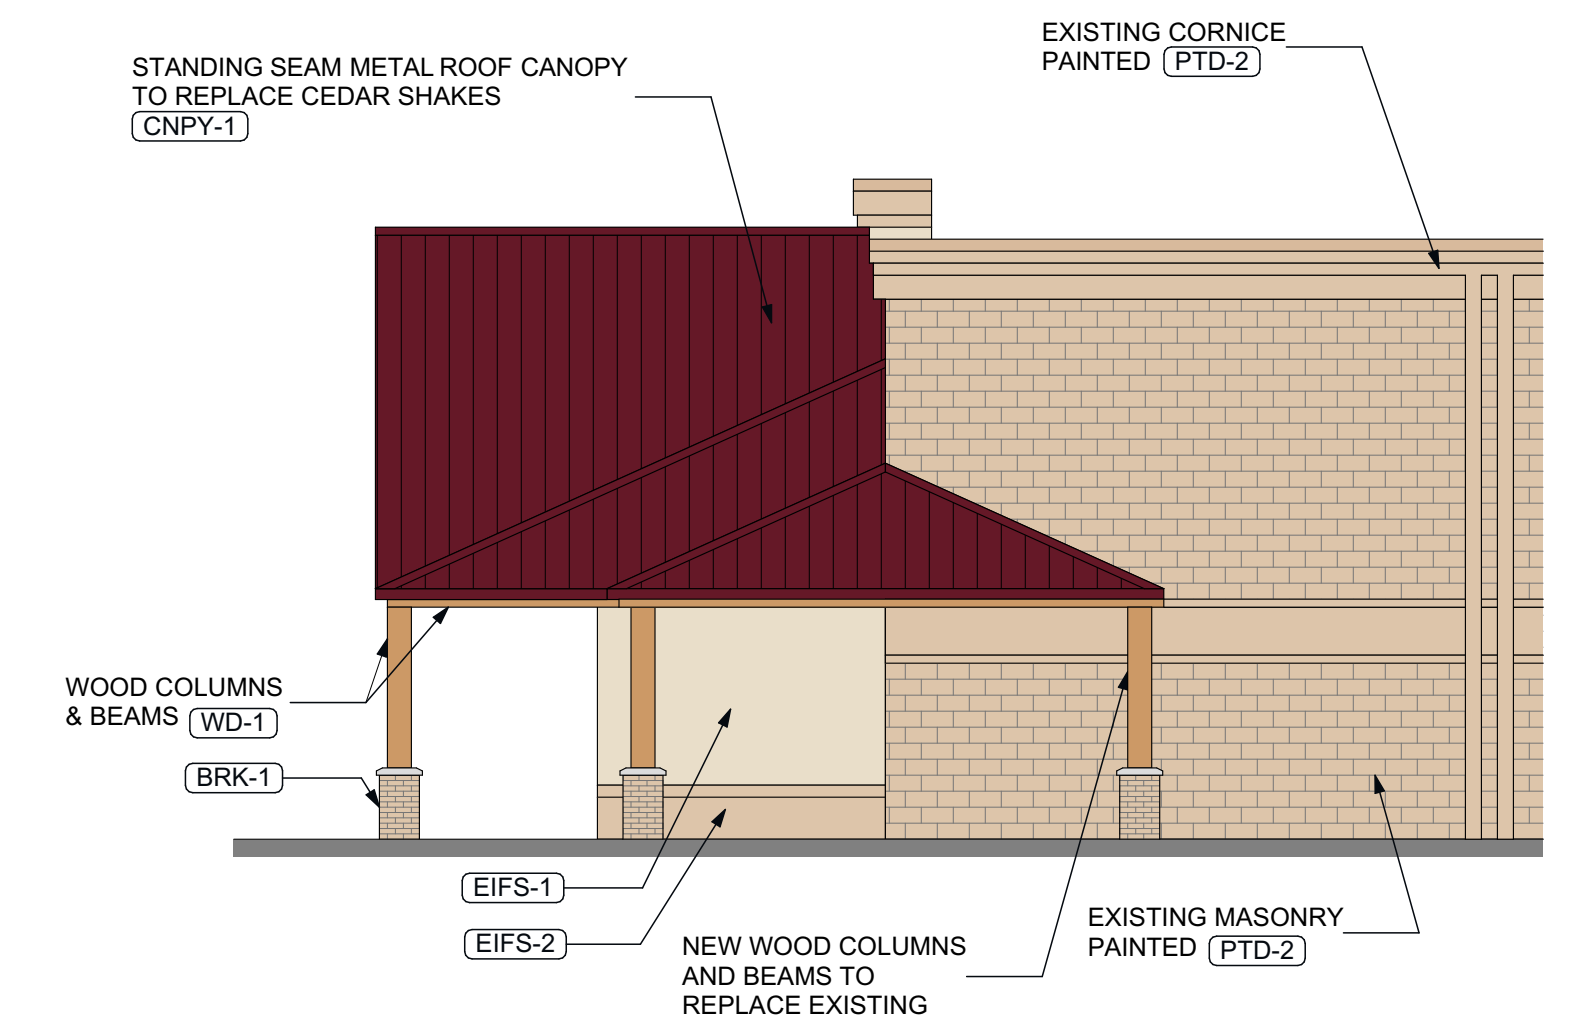 EXISTING CORNICE
PAINTED PTD-2
STANDING SEAM METAL ROOF CANOPY
TO REPLACE CEDAR SHAKES
CNPY-1
WOOD COLUMNS
& BEAMS WD-1
BRK-1
EIFS-1
EIFS-2
NEW WOOD COLUMNS
AND BEAMS TO
REPLACE EXISTING
EXISTING MASONRY
PAINTED PTD-2